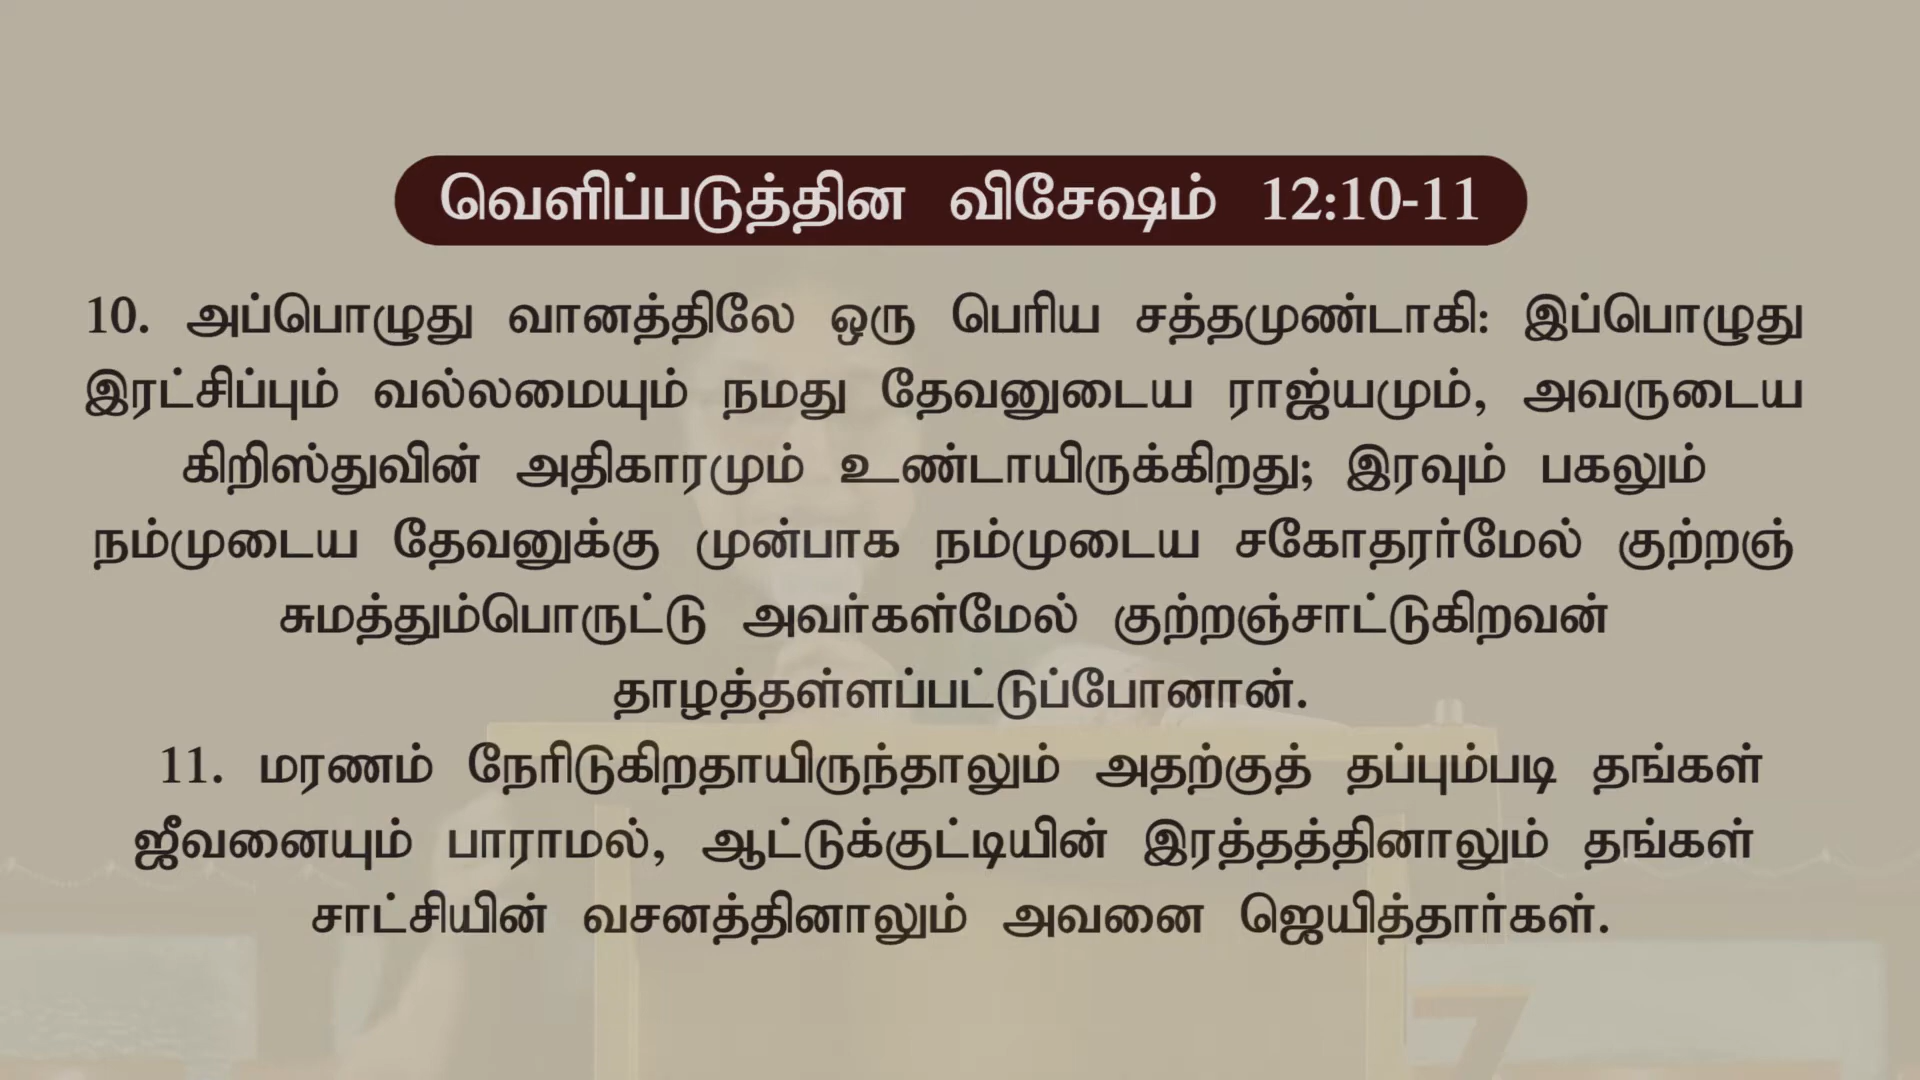 வெளிப்படுத்தின விசேஷம் 12:10-11
10. அப்பொழுது வானத்திலே ஒரு பெரிய சத்தமுண்டாகி: இப்பொழுது
இரட்சிப்பும் வல்லமையும் நமது தேவனுடைய ராஜ்யமும், அவருடைய
கிறிஸ்துவின் அதிகாரமும் உண்டாயிருக்கிறது; இரவும் பகலும்
நம்முடைய தேவனுக்கு முன்பாக நம்முடைய சகோதரர்மேல் குற்றஞ்
சுமத்தும்பொருட்டு அவர்கள்மேல் குற்றஞ்சாட்டுகிறவன்
தாழத்தள்ளப்பட்டுப்போனான்.
11. மரணம் நேரிடுகிறதாயிருந்தாலும் அதற்குத் தப்பும்படி தங்கள்
ஜீவனையும் பாராமல், ஆட்டுக்குட்டியின் இரத்தத்தினாலும் தங்கள்
சாட்சியின் வசனத்தினாலும் அவனை ஜெயித்தார்கள்.